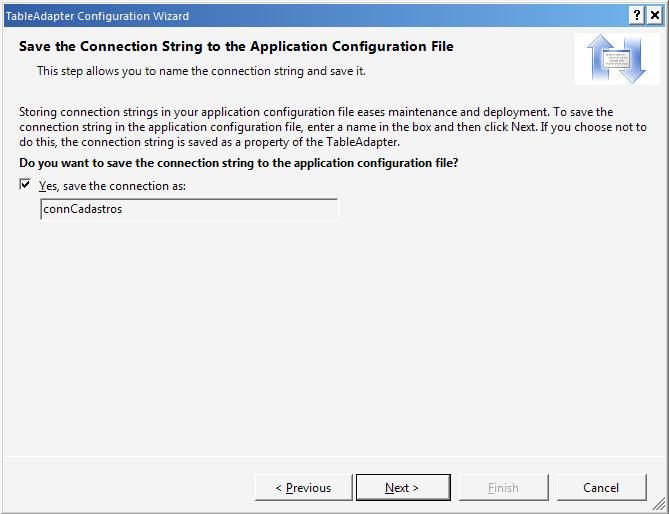 TableAdapter Configuration Wizard
Save the Connection String to the Application Configuration File
This step allows you to name the connection string and save it.
Storing connection strings in your application configuration file eases maintenance and deployment. To save the
connection string in the application configuration file, enter a name in the box and then click Next. If you choose not to
do this, the connection string is saved as a property of the TableAdapter.
Do you want to save the connection string to the application configuration file?
Yes, save the connection as:
connCadastros
< Previous
Next >
Finish
Cancel